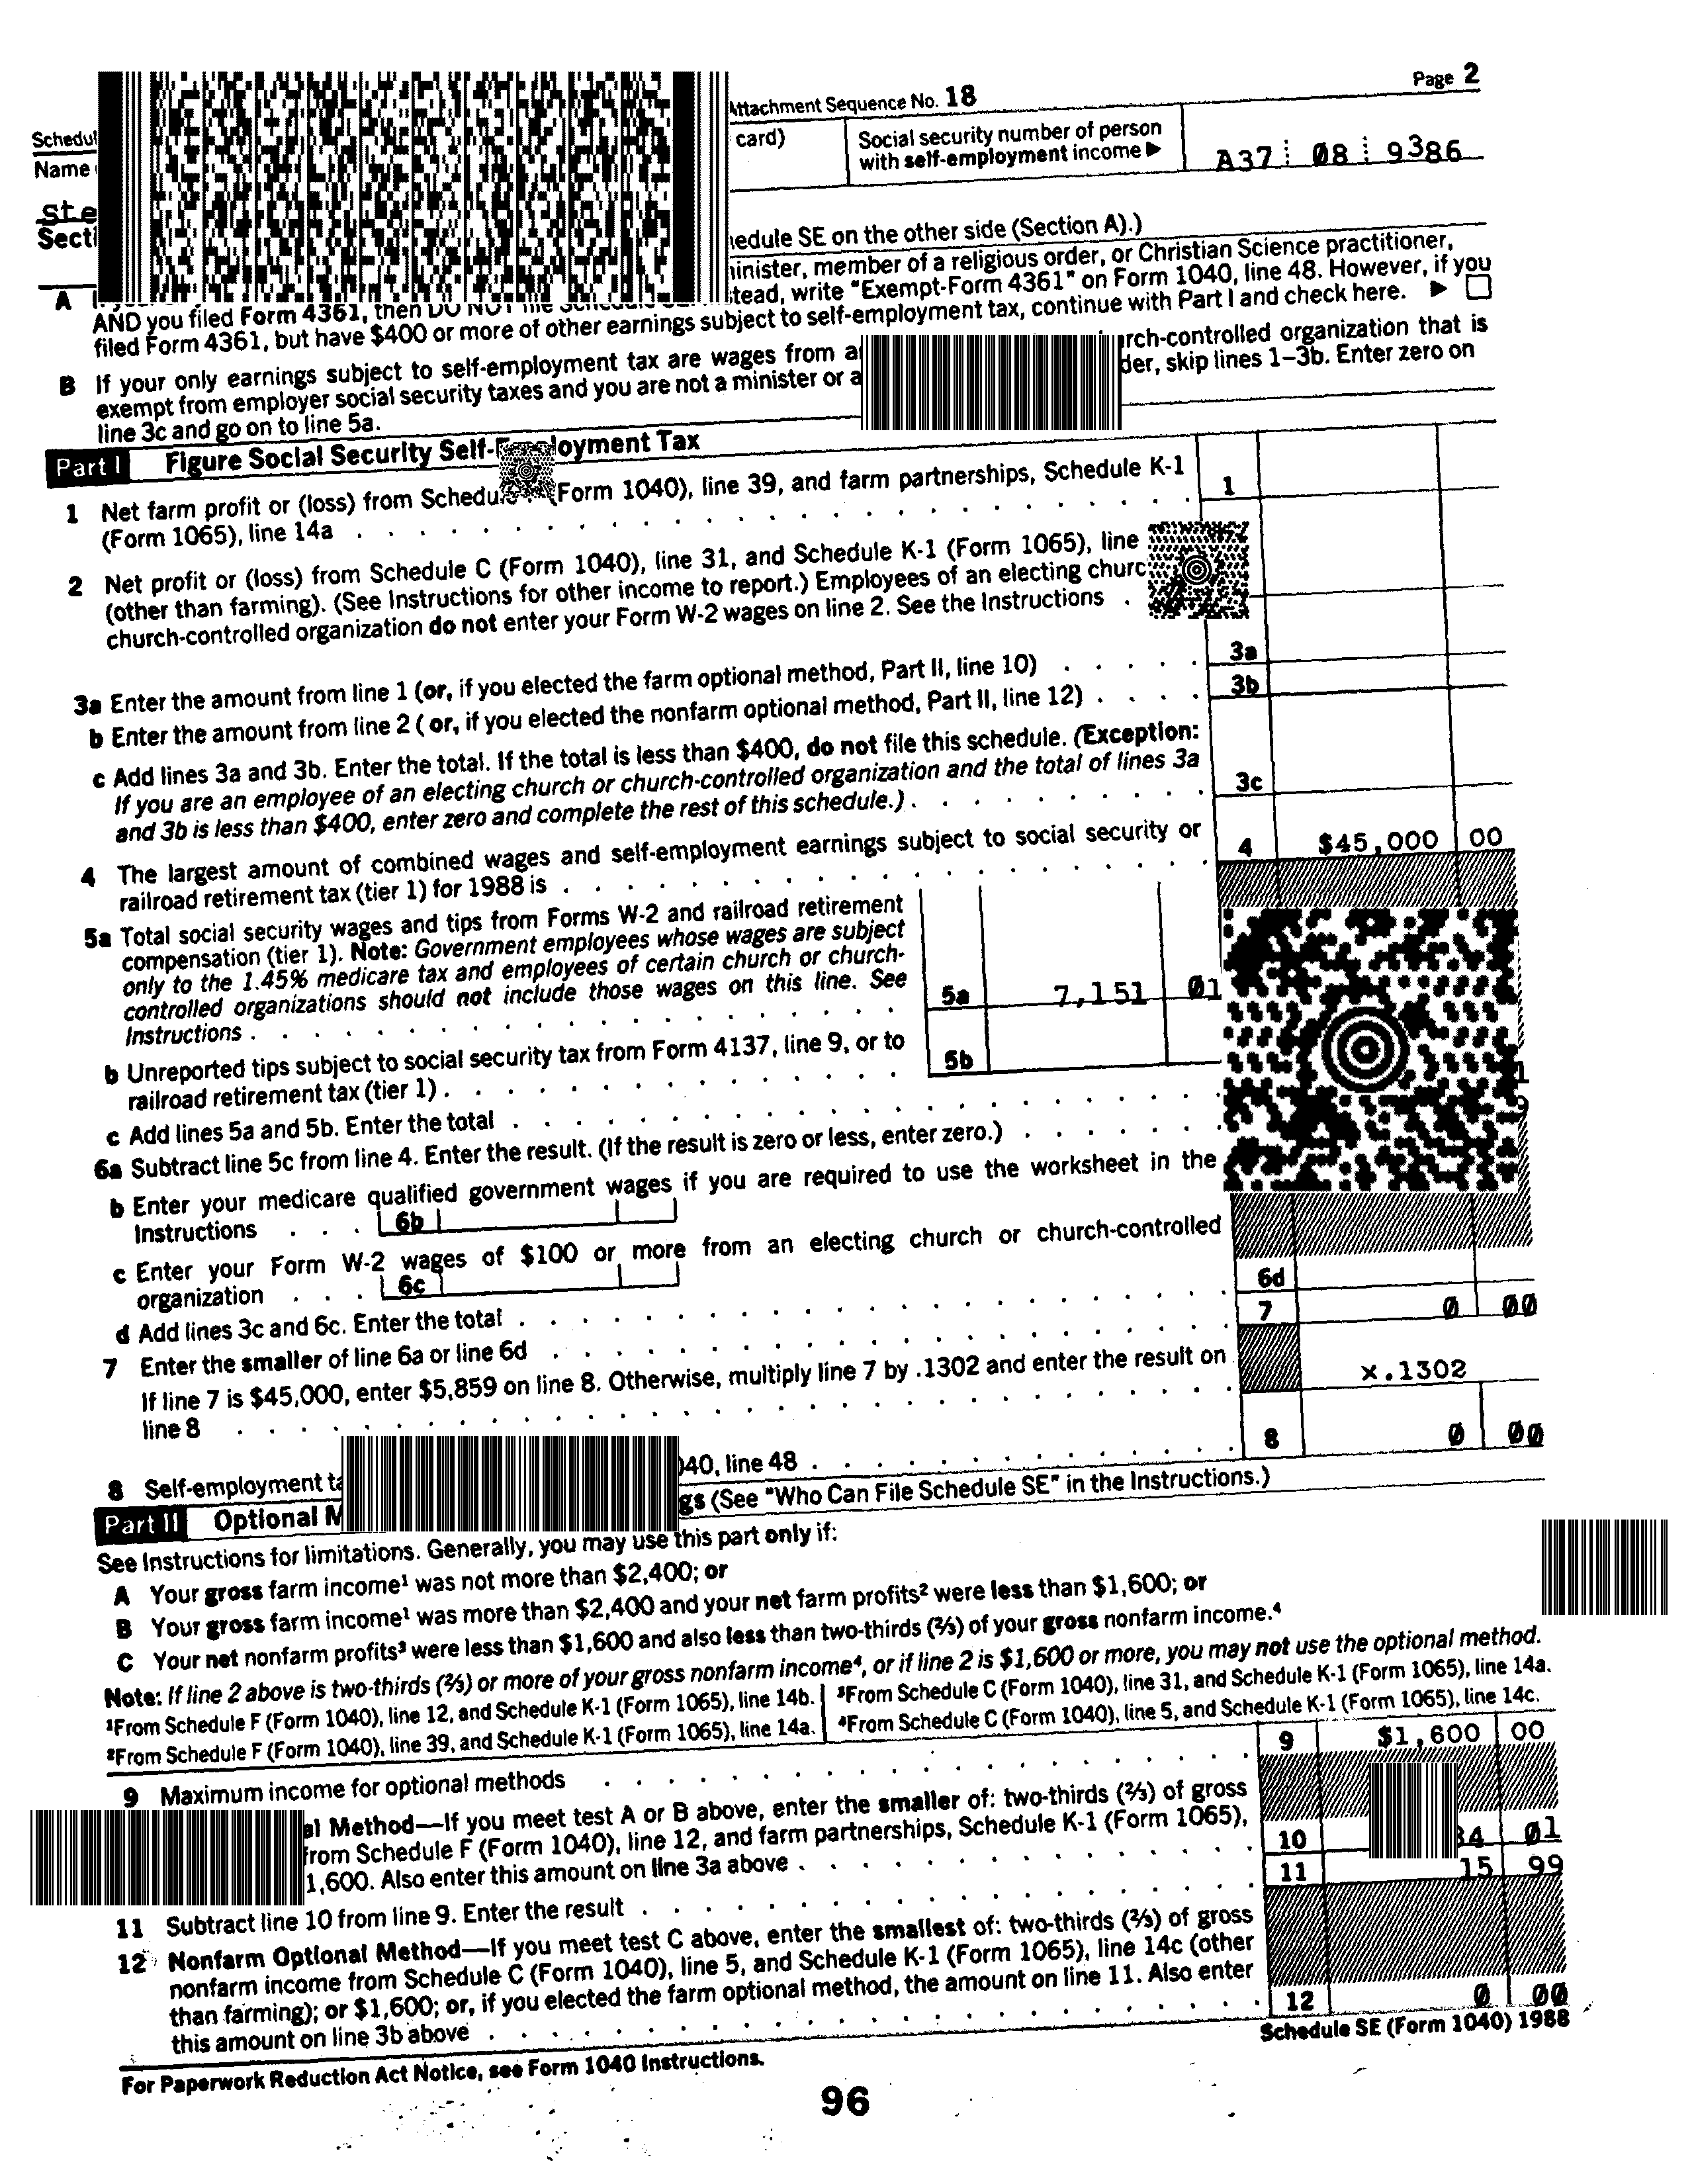 Attachment Sequence No. 18 Page 2
card) Social security number of person
with self-employment income ▶ A37 08 9386
Name
hedule SE on the other side (Section A).)
A minister, member of a religious order, or Christian Science practitioner,
AND you filed Form 4361, then DO NOT file write "Exempt-Form 4361" on Form 1040, line 48. However, if you
filed Form 4361, but have $400 or more of other earnings subject to self-employment tax, continue with Part I and check here. ▶
B If your only earnings subject to self-employment tax are wages from that is
exempt from employer social security taxes and you are not a minister or a skip lines 1–3b. Enter zero on
line 3c and go on to line 5a.
Part I Figure Social Security Tax
1 Net farm profit or (loss) from (Form 1040), line 39, and farm partnerships, Schedule K-1
(Form 1065), line 14a . . . 1
2 Net profit or (loss) from Schedule C (Form 1040), line 31, and Schedule K-1 (Form 1065), line
(other than farming). (See Instructions for other income to report.) Employees of an electing
church-controlled organization do not enter your Form W-2 wages on line 2. See the Instructions .
3a Enter the amount from line 1 (or, if you elected the farm optional method, Part II, line 10) . . . 3a
b Enter the amount from line 2 ( or, if you elected the nonfarm optional method, Part II, line 12) . . . 3b
c Add lines 3a and 3b. Enter the total. If the total is less than $400, do not file this schedule. (Exception:
If you are an employee of an electing church or church-controlled organization and the total of lines 3a
and 3b is less than $400, enter zero and complete the rest of this schedule.) . . . 3c
4 The largest amount of combined wages and self-employment earnings subject to social security or
railroad retirement tax (tier 1) for 1988 is . . . 4 $45,000 00
5a Total social security wages and tips from Forms W-2 and railroad retirement
compensation (tier 1). Note: Government employees whose wages are subject
only to the 1.45% medicare tax and employees of certain church or church-
controlled organizations should not include those wages on this line. See
Instructions . . . 5a 7,151 01
b Unreported tips subject to social security tax from Form 4137, line 9, or to
railroad retirement tax (tier 1) . . . 5b
c Add lines 5a and 5b. Enter the total . . .
6a Subtract line 5c from line 4. Enter the result. (If the result is zero or less, enter zero.) . . .
b Enter your medicare qualified government wages if you are required to use the worksheet in the
Instructions . . . 6b
c Enter your Form W-2 wages of $100 or more from an electing church or church-controlled
organization . . . 6c
d Add lines 3c and 6c. Enter the total . . . 6d
7 Enter the smaller of line 6a or line 6d . . . 7 0 00
If line 7 is $45,000, enter $5,859 on line 8. Otherwise, multiply line 7 by .1302 and enter the result on
line 8 . . . x.1302
8 Self-employment line 48 . . . 8 0 00
Part II Optional (See "Who Can File Schedule SE" in the Instructions.)
See Instructions for limitations. Generally, you may use this part only if:
A Your gross farm income¹ was not more than $2,400; or
B Your gross farm income¹ was more than $2,400 and your net farm profits² were less than $1,600; or
C Your net nonfarm profits³ were less than $1,600 and also less than two-thirds (⅔) of your gross nonfarm income.⁴
Note: If line 2 above is two-thirds (⅔) or more of your gross nonfarm income⁴, or if line 2 is $1,600 or more, you may not use the optional method.
¹From Schedule F (Form 1040), line 12, and Schedule K-1 (Form 1065), line 14b. ³From Schedule C (Form 1040), line 31, and Schedule K-1 (Form 1065), line 14a.
²From Schedule F (Form 1040), line 39, and Schedule K-1 (Form 1065), line 14a. ⁴From Schedule C (Form 1040), line 5, and Schedule K-1 (Form 1065), line 14c.
9 Maximum income for optional methods . . . 9 $1,600 00
Method—If you meet test A or B above, enter the smaller of: two-thirds (⅔) of gross
from Schedule F (Form 1040), line 12, and farm partnerships, Schedule K-1 (Form 1065),
1,600. Also enter this amount on line 3a above . . . 10 84 01
11 Subtract line 10 from line 9. Enter the result . . . 11 15 99
12 Nonfarm Optional Method—If you meet test C above, enter the smallest of: two-thirds (⅔) of gross
nonfarm income from Schedule C (Form 1040), line 5, and Schedule K-1 (Form 1065), line 14c (other
than farming); or $1,600; or, if you elected the farm optional method, the amount on line 11. Also enter
this amount on line 3b above . . . 12 0 00
Schedule SE (Form 1040) 1988
For Paperwork Reduction Act Notice, see Form 1040 Instructions.
96